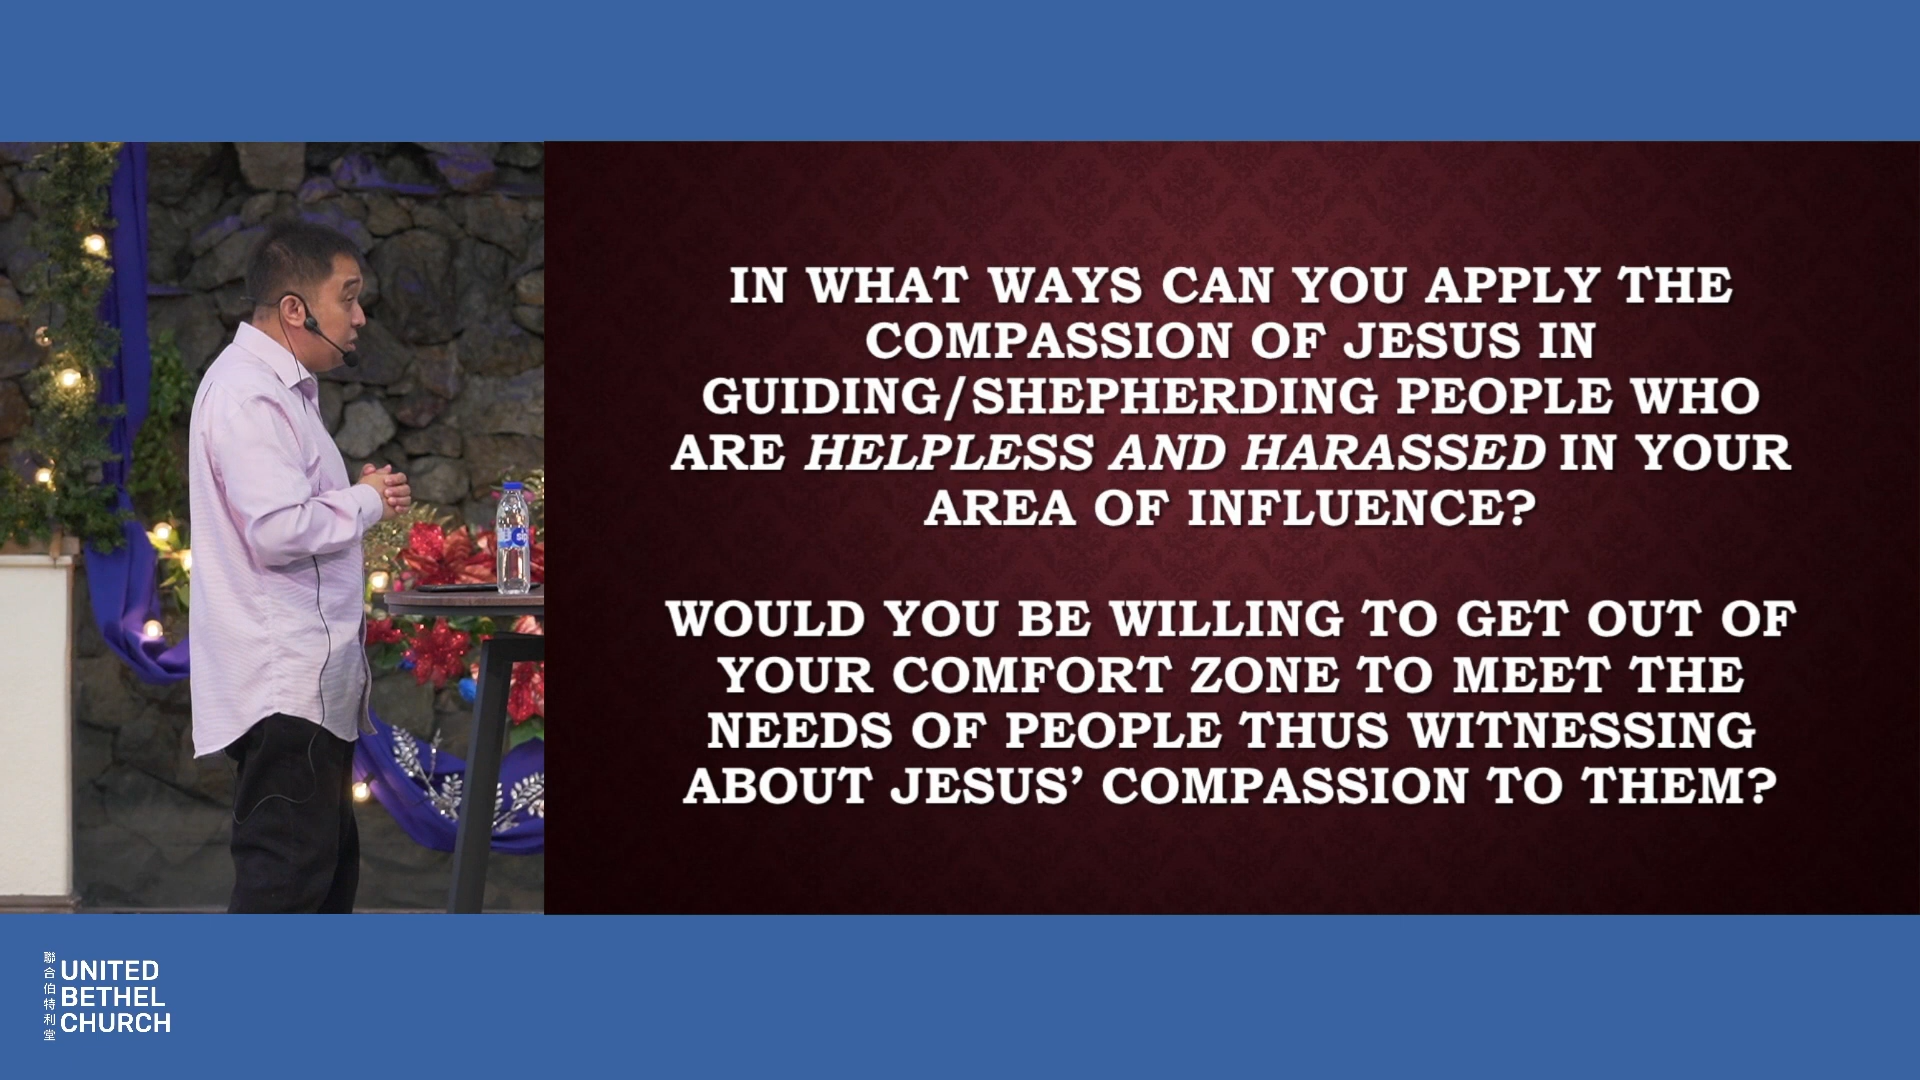 IN WHAT WAYS CAN YOU APPLY THE
COMPASSION OF JESUS IN
GUIDING/SHEPHERDING PEOPLE WHO
ARE HELPLESS AND HARASSED IN YOUR
AREA OF INFLUENCE?
WOULD YOU BE WILLING TO GET OUT OF
YOUR COMFORT ZONE TO MEET THE
NEEDS OF PEOPLE THUS WITNESSING
ABOUT JESUS’ COMPASSION TO THEM?
聯合伯特利堂
UNITED
BETHEL
CHURCH